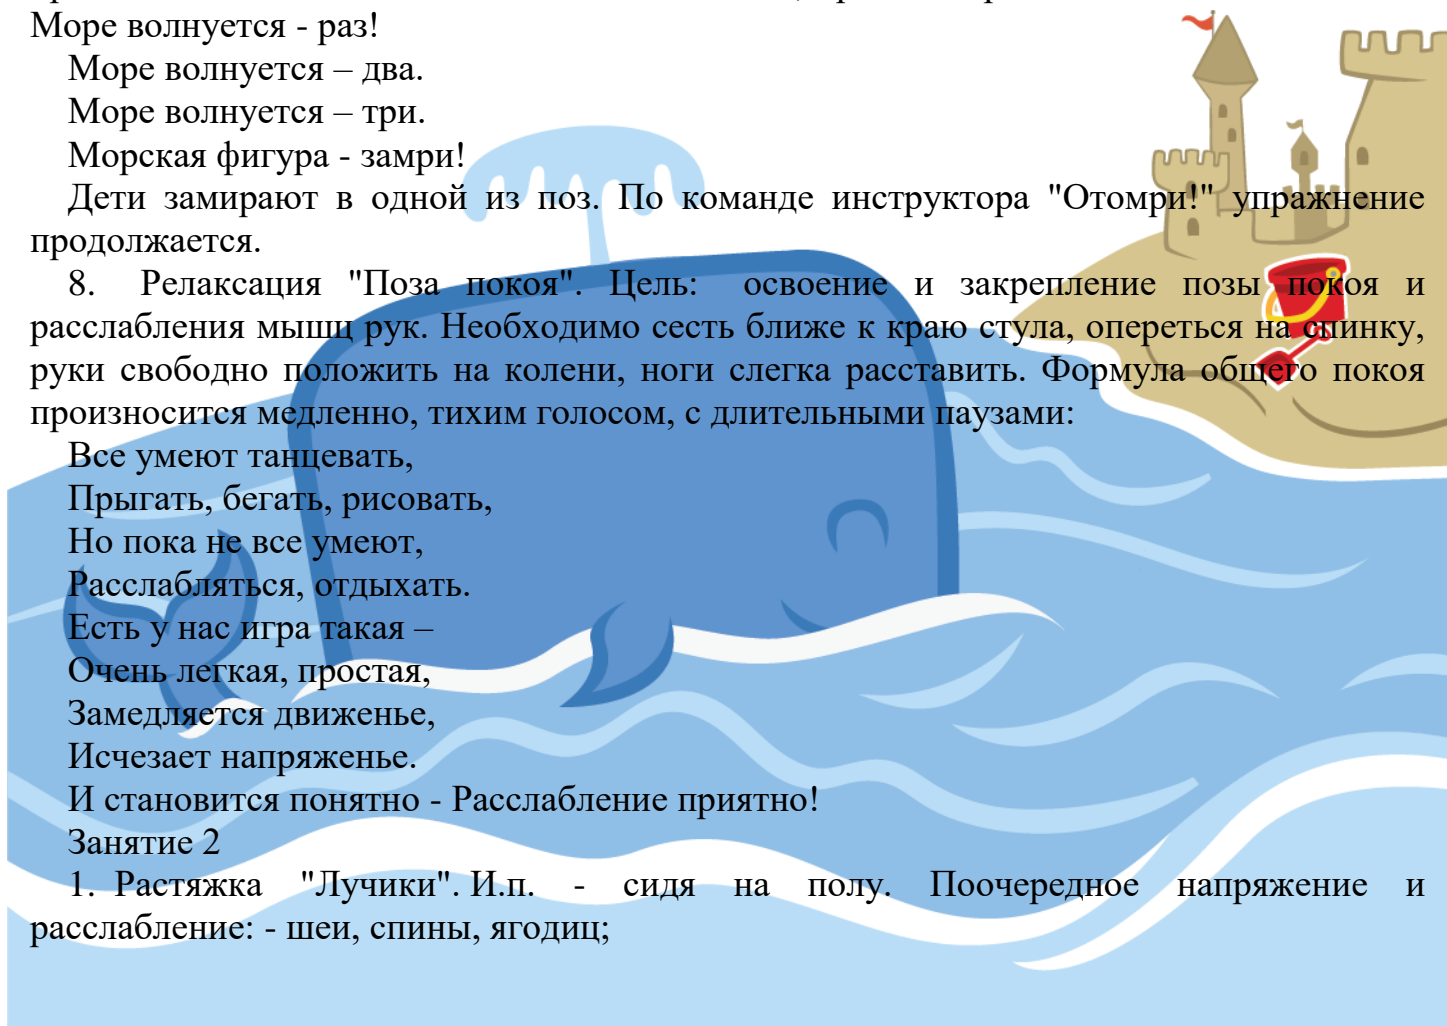 Море волнуется - раз!
Море волнуется – два.
Море волнуется – три.
Морская фигура - замри!
Дети замирают в одной из поз. По команде инструктора "Отомри!" упражнение
продолжается.
8. Релаксация "Поза покоя". Цель: освоение и закрепление позы покоя и
расслабления мышц рук. Необходимо сесть ближе к краю стула, опереться на спинку,
руки свободно положить на колени, ноги слегка расставить. Формула общего покоя
произносится медленно, тихим голосом, с длительными паузами:
Все умеют танцевать,
Прыгать, бегать, рисовать,
Но пока не все умеют,
Расслабляться, отдыхать.
Есть у нас игра такая –
Очень легкая, простая,
Замедляется движенье,
Исчезает напряженье.
И становится понятно - Расслабление приятно!
Занятие 2
1. Растяжка "Лучики". И.п. - сидя на полу. Поочередное напряжение и
расслабление: - шеи, спины, ягодиц;